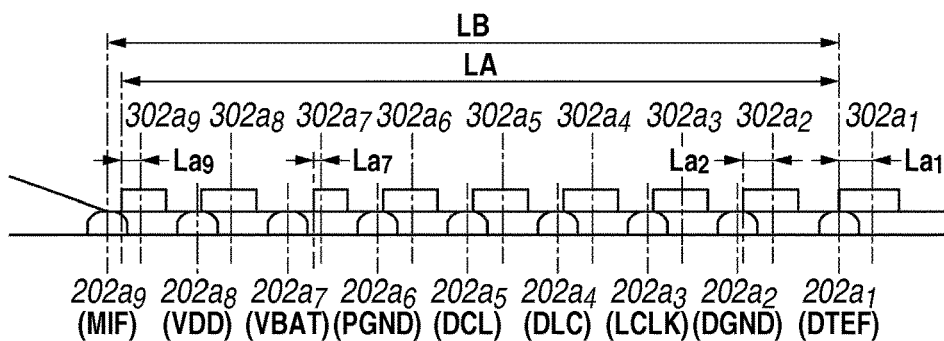 LB
LA
302a9 302a8 302a7 302a6 302a5 302a4 302a3 302a2 302a1
La9 La7 La2 La1
202a9 202a8 202a7 202a6 202a5 202a4 202a3 202a2 202a1
(MIF) (VDD) (VBAT) (PGND) (DCL) (DLC) (LCLK) (DGND) (DTEF)